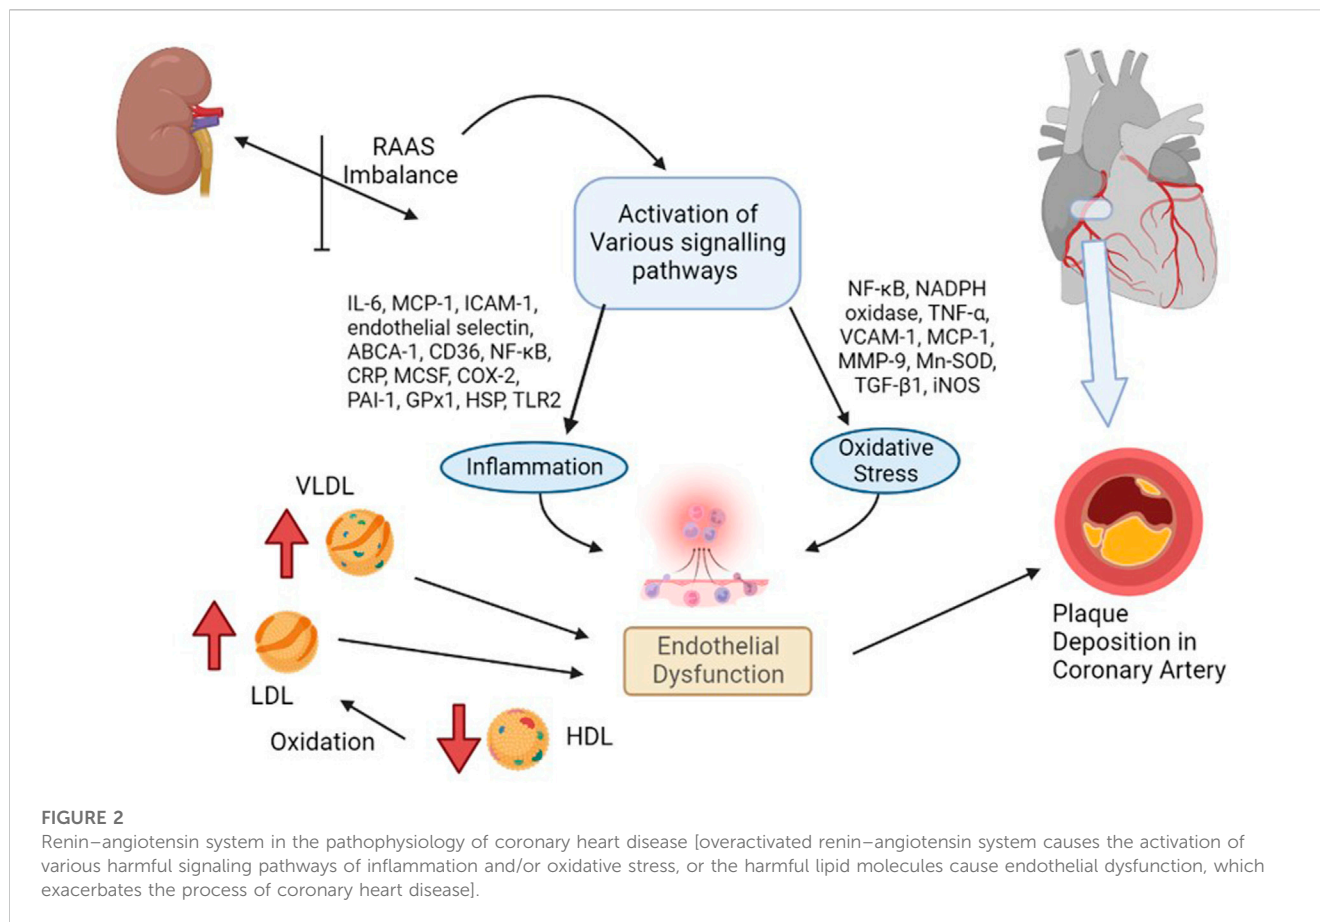 RAAS
Imbalance
Activation of
Various signalling
pathways
IL-6, MCP-1, ICAM-1,
endothelial selectin,
ABCA-1, CD36, NF-κB,
CRP, MCSF, COX-2,
PAI-1, GPx1, HSP, TLR2
NF-κB, NADPH
oxidase, TNF-α,
VCAM-1, MCP-1,
MMP-9, Mn-SOD,
TGF-β1, iNOS
Inflammation
Oxidative
Stress
VLDL
LDL
Oxidation
HDL
Endothelial
Dysfunction
Plaque
Deposition in
Coronary Artery
FIGURE 2
Renin–angiotensin system in the pathophysiology of coronary heart disease [overactivated renin–angiotensin system causes the activation of
various harmful signaling pathways of inflammation and/or oxidative stress, or the harmful lipid molecules cause endothelial dysfunction, which
exacerbates the process of coronary heart disease].